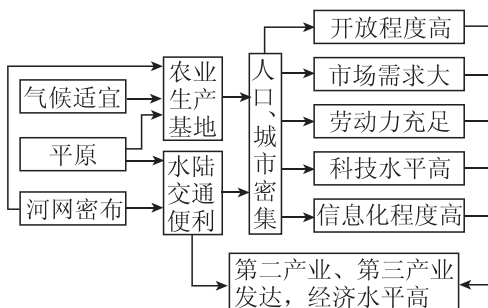 气候适宜
平原
河网密布
农业
生产
基地
水陆
交通
便利
人口、城市密集
开放程度高
市场需求大
劳动力充足
科技水平高
信息化程度高
第二产业、第三产业
发达，经济水平高